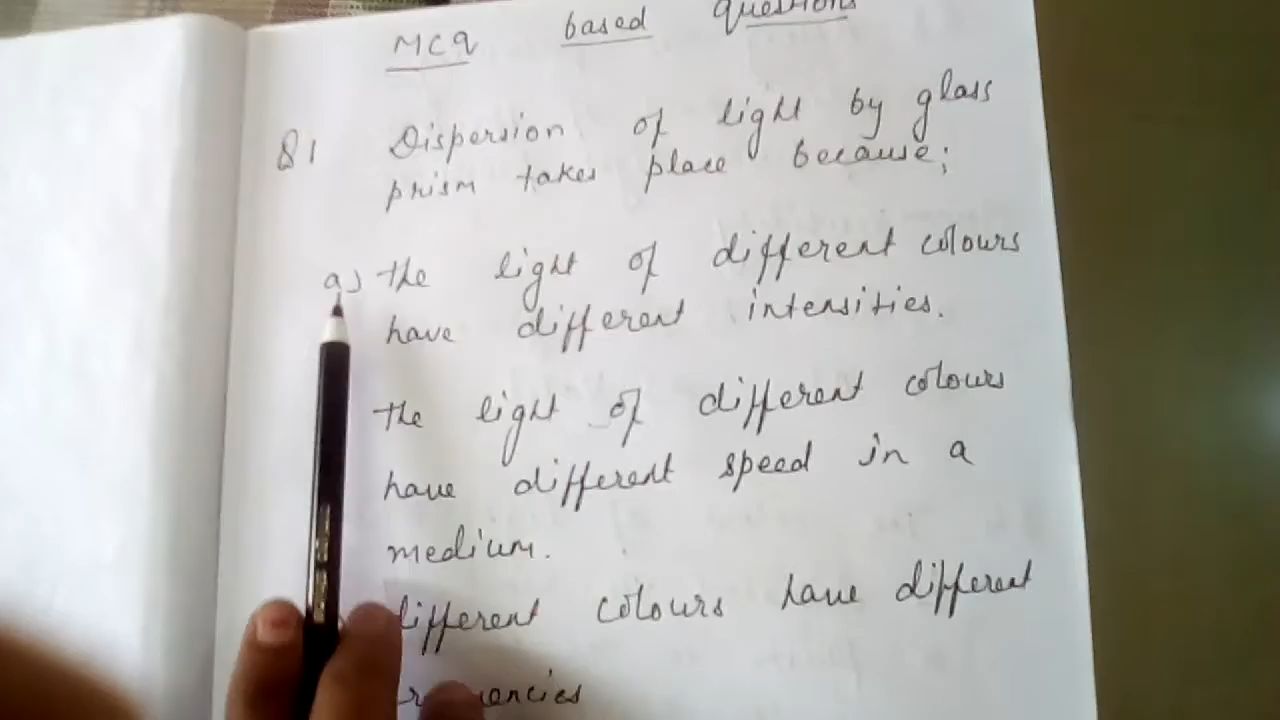 MCQ based questions
Q1 Dispersion of light by glass
prism takes place because;
a) the light of different colours
have different intensities.
the light of different colours
have different speed in a
medium.
different colours have different